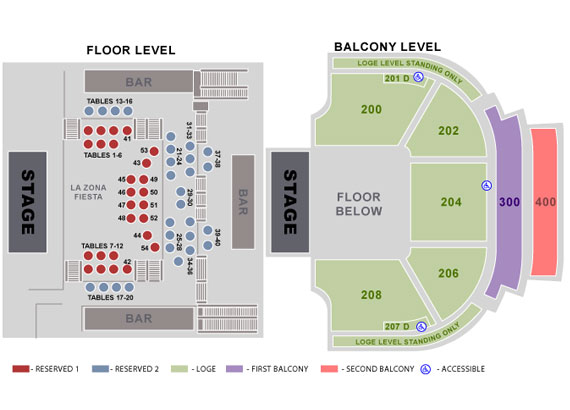 FLOOR LEVEL
BALCONY LEVEL
BAR
TABLES 13-16
41
TABLES 1-6
31-33
21-24
37-38
53
43
45
49
46
50
47
51
48
52
44
54
LA ZONA
FIESTA
STAGE
29-30
BAR
25-28
39-40
34-36
TABLES 7-12
42
TABLES 17-20
BAR
LOGE LEVEL STANDING ONLY
201 D
200
202
STAGE
FLOOR
BELOW
204
300
400
206
208
207 D
LOGE LEVEL STANDING ONLY
- RESERVED 1
- RESERVED 2
- LOGE
- FIRST BALCONY
- SECOND BALCONY
- ACCESSIBLE